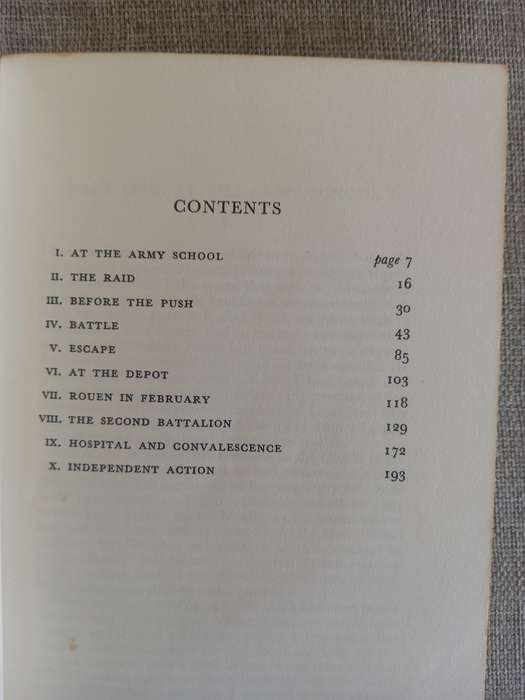 CONTENTS
I. AT THE ARMY SCHOOL page 7
II. THE RAID 16
III. BEFORE THE PUSH 30
IV. BATTLE 43
V. ESCAPE 85
VI. AT THE DEPOT 103
VII. ROUEN IN FEBRUARY 118
VIII. THE SECOND BATTALION 129
IX. HOSPITAL AND CONVALESCENCE 172
X. INDEPENDENT ACTION 193